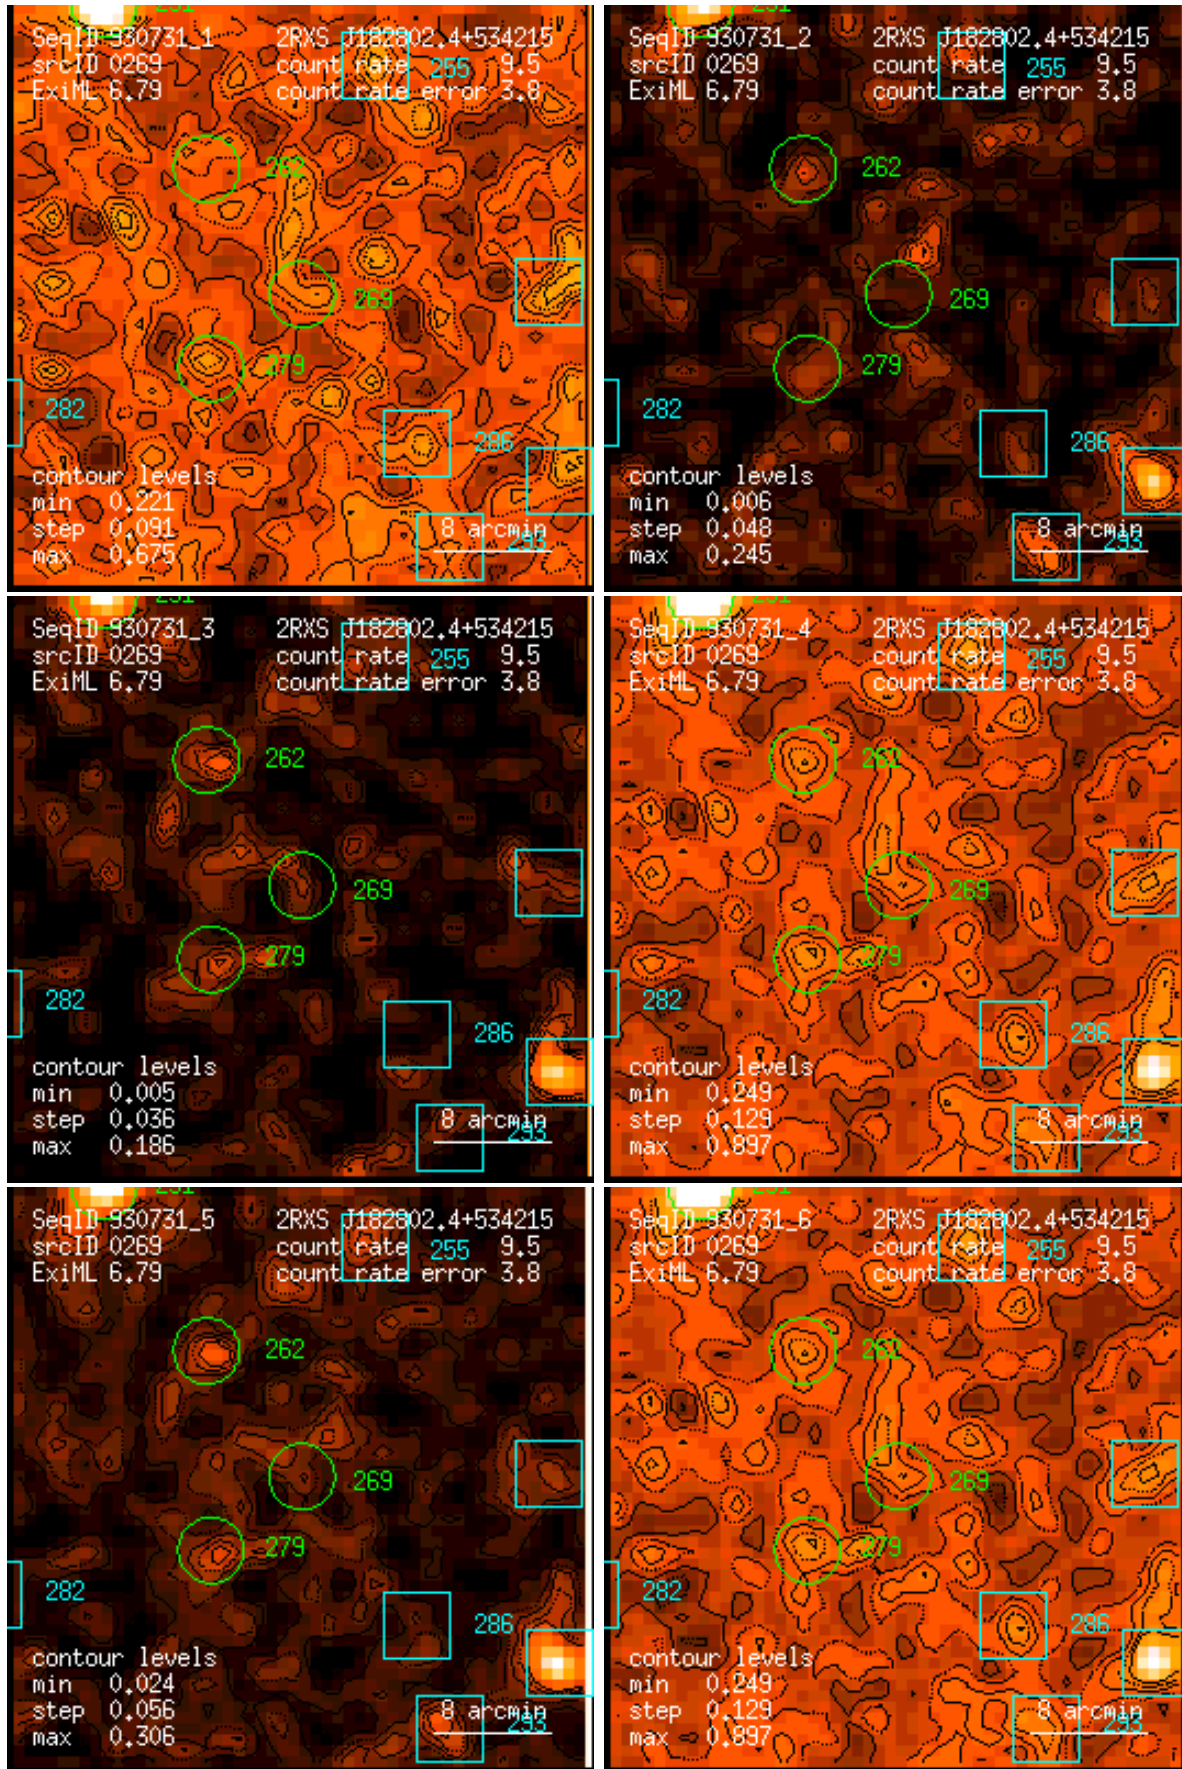 SeqID 930731_1 2RXS J182802.4+534215
srcID 0269 count rate 255 9.5
ExiML 6.79 count rate error 3.8
262
269
279
282
286
contour levels
min 0.221
step 0.091 8 arcmin
293
max 0.675
SeqID 930731_2 2RXS J182802.4+534215
srcID 0269 count rate 255 9.5
ExiML 6.79 count rate error 3.8
262
269
279
282
286
contour levels
min 0.006
step 0.048 8 arcmin
293
max 0.245
SeqID 930731_3 2RXS J182802.4+534215
srcID 0269 count rate 255 9.5
ExiML 6.79 count rate error 3.8
262
269
279
282
286
contour levels
min 0.005
step 0.036 8 arcmin
293
max 0.186
SeqID 930731_4 2RXS J182802.4+534215
srcID 0269 count rate 255 9.5
ExiML 6.79 count rate error 3.8
262
269
279
282
286
contour levels
min 0.249
step 0.129 8 arcmin
293
max 0.897
SeqID 930731_5 2RXS J182802.4+534215
srcID 0269 count rate 255 9.5
ExiML 6.79 count rate error 3.8
262
269
279
282
286
contour levels
min 0.024
step 0.056 8 arcmin
293
max 0.306
SeqID 930731_6 2RXS J182802.4+534215
srcID 0269 count rate 255 9.5
ExiML 6.79 count rate error 3.8
262
269
279
282
286
contour levels
min 0.249
step 0.129 8 arcmin
293
max 0.897